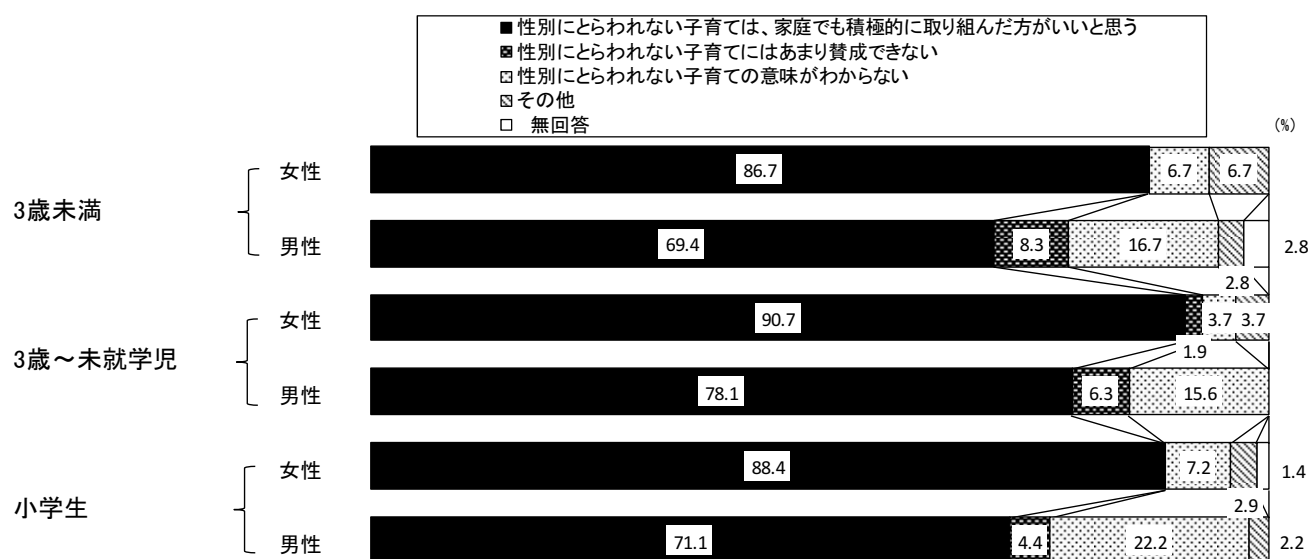 性別にとらわれない子育ては、家庭でも積極的に取り組んだ方がいいと思う
性別にとらわれない子育てにはあまり賛成できない
性別にとらわれない子育ての意味がわからない
その他
無回答
(%)
3歳未満
女性
86.7
6.7
6.7
男性
69.4
8.3
16.7
2.8
2.8
3歳～未就学児
女性
90.7
1.9
3.7
3.7
男性
78.1
6.3
15.6
小学生
女性
88.4
7.2
2.9
1.4
男性
71.1
4.4
22.2
2.2